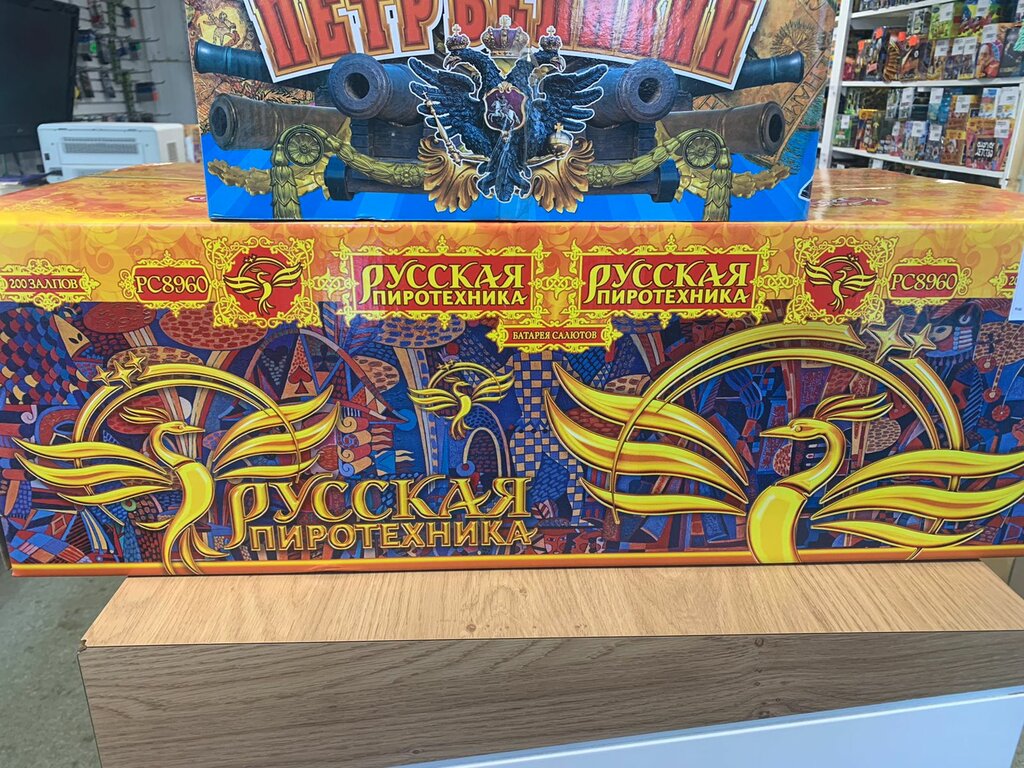 ПЕТР ВЕЛИКИЙ
200 ЗАЛПОВ
РС8960
РУССКАЯ
ПИРОТЕХНИКА
РУССКАЯ
ПИРОТЕХНИКА
РС8960
БАТАРЕЯ САЛЮТОВ
РУССКАЯ
ПИРОТЕХНИКА